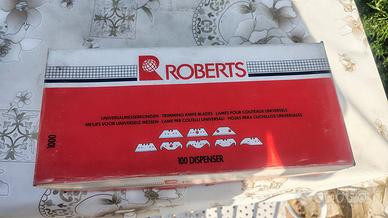 ROBERTS
UNIVERSALMESSERKLINGEN · TRIMMING KNIFE BLADES · LAMES POUR COUTEAUX UNIVERSELS
MESJES VOOR UNIVERSELE MESSEN · LAME PER COLTELLI UNIVERSALI · HOJAS PARA CUCHILLOS UNIVERSALES
1000
100 DISPENSER